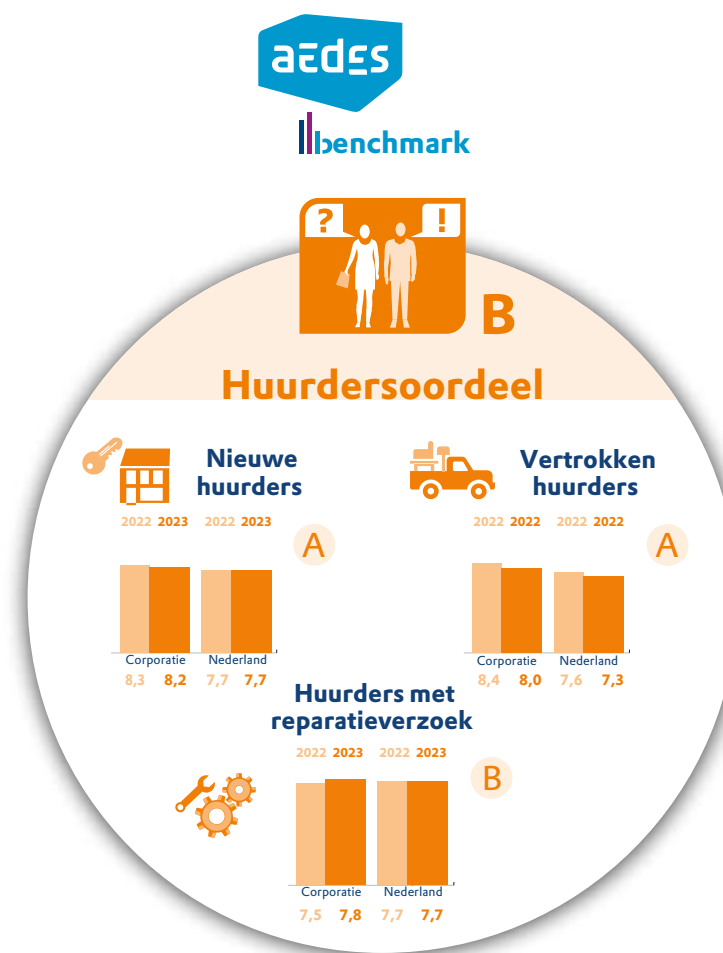 aedes
benchmark
? !
B
Huurdersoordeel
Nieuwe
huurders
2022 2023 2022 2023
A
Corporatie Nederland
8,3 8,2 7,7 7,7
Vertrokken
huurders
2022 2022 2022 2022
A
Corporatie Nederland
8,4 8,0 7,6 7,3
Huurders met
reparatieverzoek
2022 2023 2022 2023
B
Corporatie Nederland
7,5 7,8 7,7 7,7